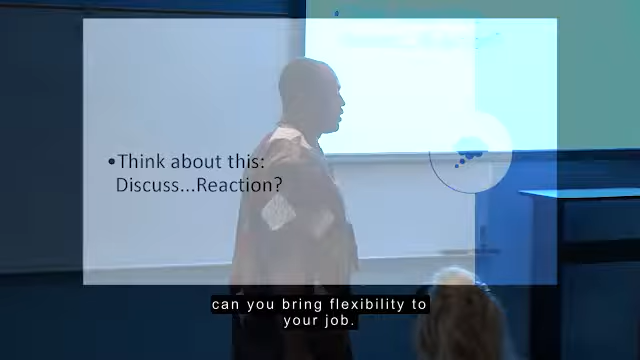 •Think about this:
Discuss...Reaction?
can you bring flexibility to
your job.